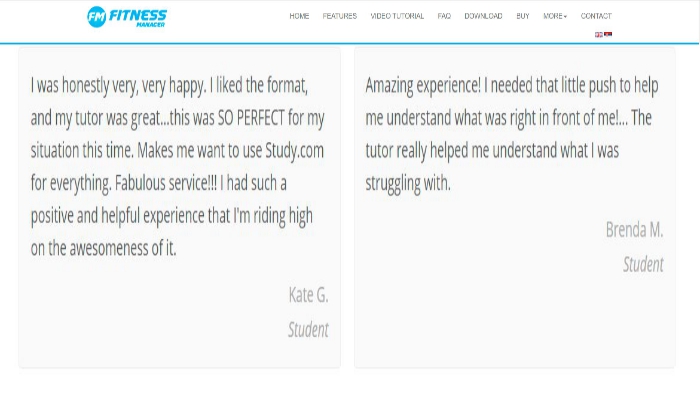 FM FITNESS
MANAGER
HOME FEATURES VIDEO TUTORIAL FAQ DOWNLOAD BUY MORE CONTACT
I was honestly very, very happy. I liked the format,
and my tutor was great...this was SO PERFECT for my
situation this time. Makes me want to use Study.com
for everything. Fabulous service!!! I had such a
positive and helpful experience that I'm riding high
on the awesomeness of it.
Kate G.
Student
Amazing experience! I needed that little push to help
me understand what was right in front of me!... The
tutor really helped me understand what I was
struggling with.
Brenda M.
Student